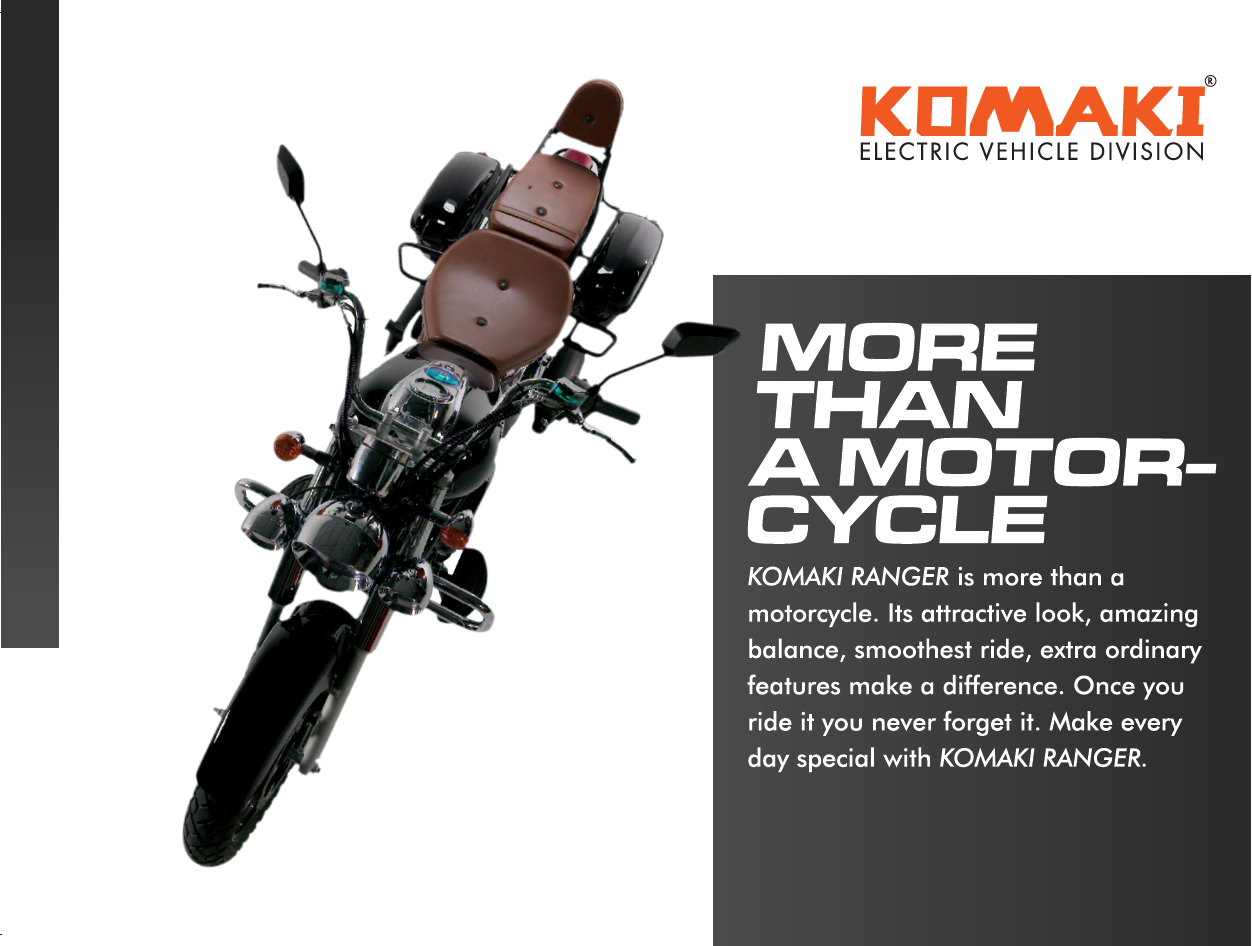 KOMAKI®
ELECTRIC VEHICLE DIVISION
MORE
THAN
A MOTOR-
CYCLE
KOMAKI RANGER is more than a
motorcycle. Its attractive look, amazing
balance, smoothest ride, extra ordinary
features make a difference. Once you
ride it you never forget it. Make every
day special with KOMAKI RANGER.